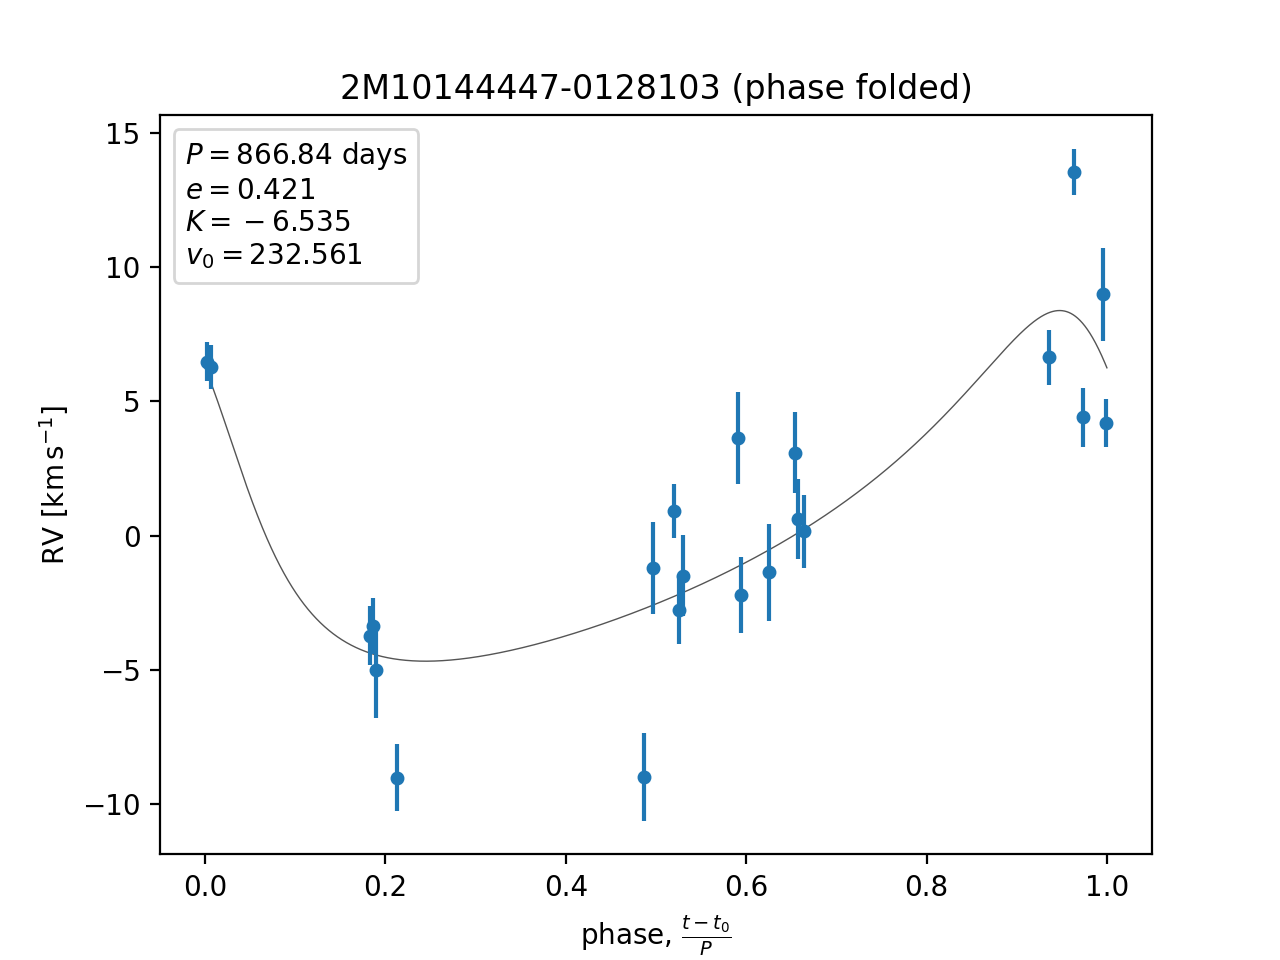 2M10144447-0128103 (phase folded)
P = 866.84 days
e = 0.421
K = −6.535
v₀ = 232.561
RV [km s⁻¹]
15
10
5
0
−5
−10
0.0 0.2 0.4 0.6 0.8 1.0
phase, (t − t₀)/P